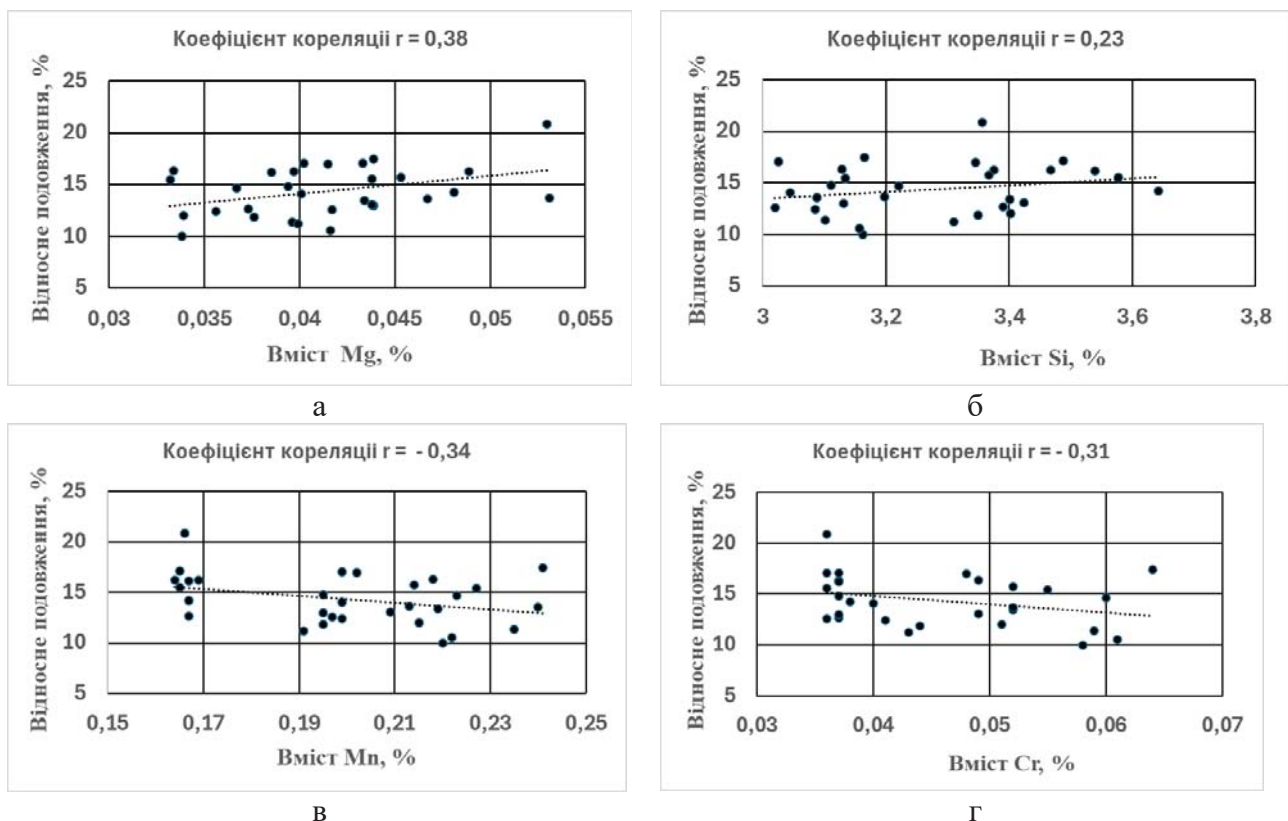 Коефіцієнт кореляціі r = 0,38
Відносне подовження, %
25
20
15
10
5
0,03 0,035 0,04 0,045 0,05 0,055
Вміст Mg, %
а
Коефіцієнт кореляціі r = 0,23
Відносне подовження, %
25
20
15
10
5
3 3,2 3,4 3,6 3,8
Вміст Si, %
б
Коефіцієнт кореляціі r = - 0,34
Відносне подовження, %
25
20
15
10
5
0,15 0,17 0,19 0,21 0,23 0,25
Вміст Mn, %
в
Коефіцієнт кореляціі r = - 0,31
Відносне подовження, %
25
20
15
10
5
0,03 0,04 0,05 0,06 0,07
Вміст Cr, %
г